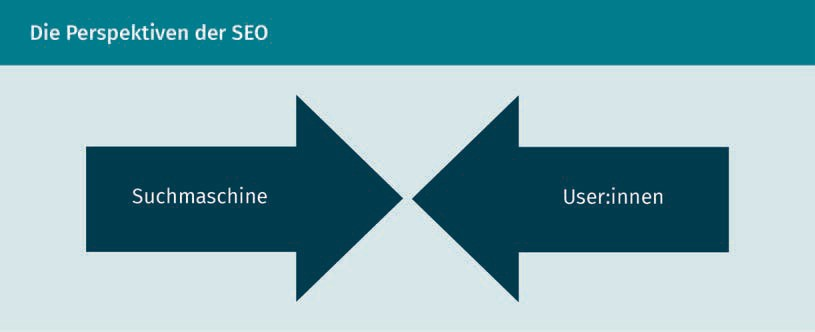 Die Perspektiven der SEO
Suchmaschine
User:innen